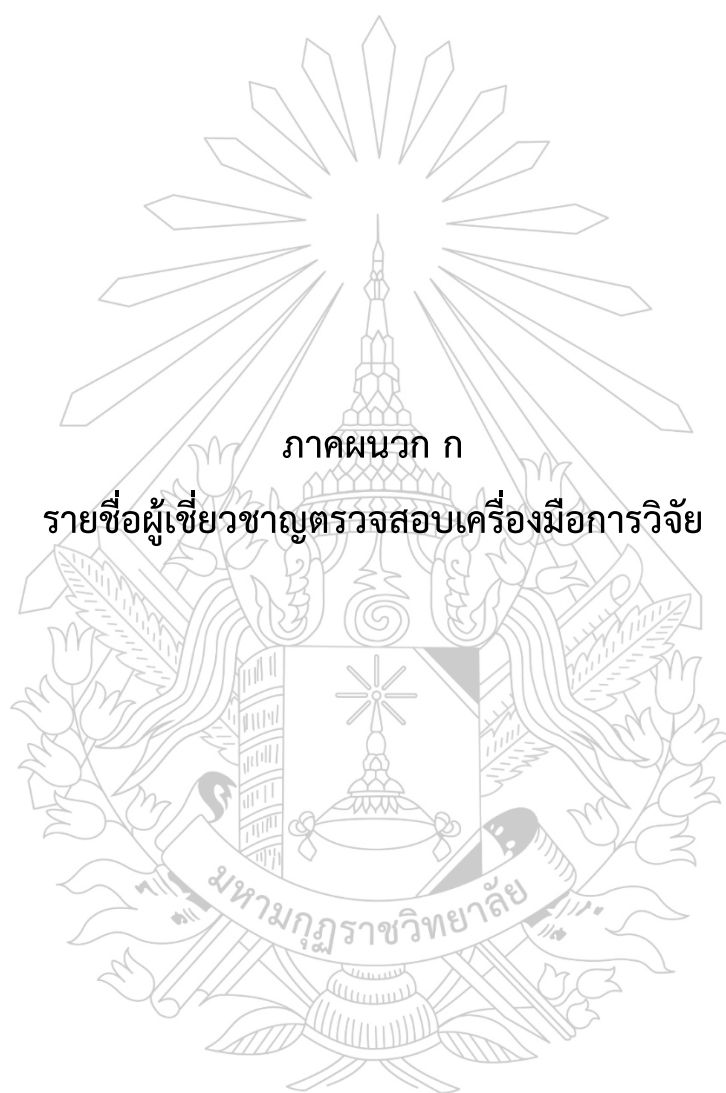 ภาคผนวก ก
รายชื่อผู้เชี่ยวชาญตรวจสอบเครื่องมือการวิจัย
มหามกุฏราชวิทยาลัย